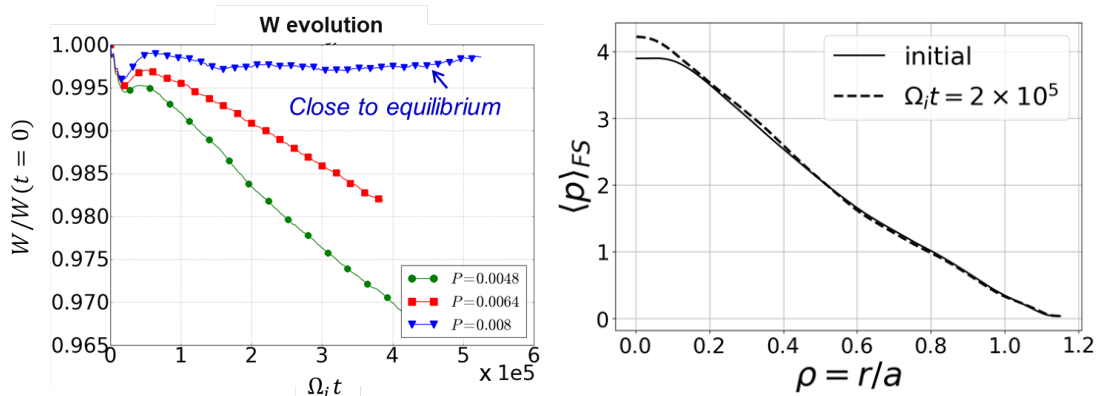 W evolution
1.000
0.995
0.990
0.985
0.980
0.975
0.970
0.965
W/W(t = 0)
Close to equilibrium
P=0.0048
P=0.0064
P=0.008
0 1 2 3 4 5 6
x 1e5
Ω_i t
initial
Ω_i t = 2 × 10^5
4
3
2
1
0
⟨p⟩_FS
0.0 0.2 0.4 0.6 0.8 1.0 1.2
ρ = r/a